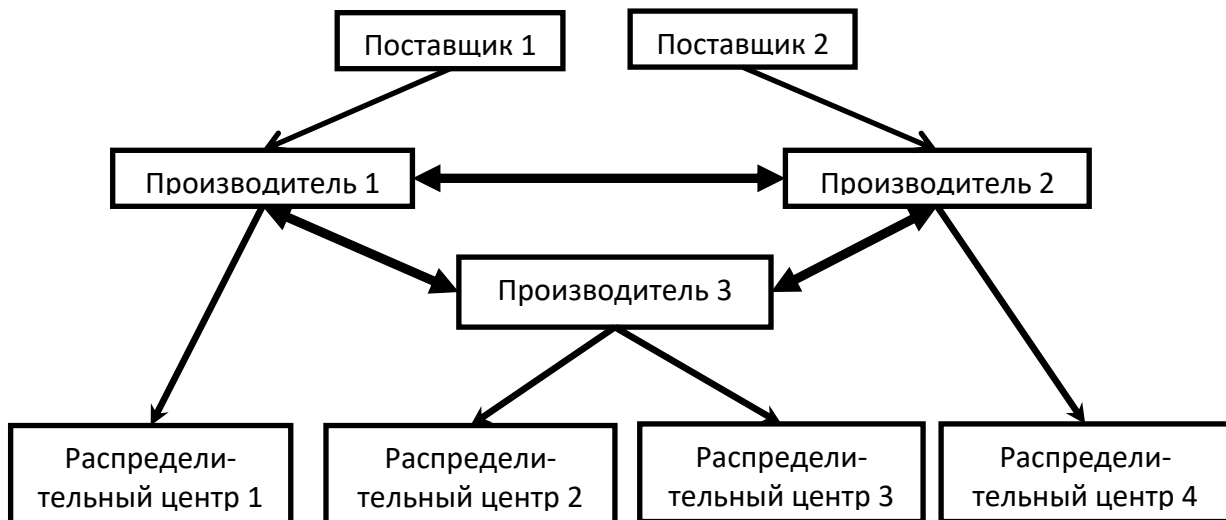 Поставщик 1
Поставщик 2
Производитель 1
Производитель 2
Производитель 3
Распредели-
тельный центр 1
Распредели-
тельный центр 2
Распредели-
тельный центр 3
Распредели-
тельный центр 4